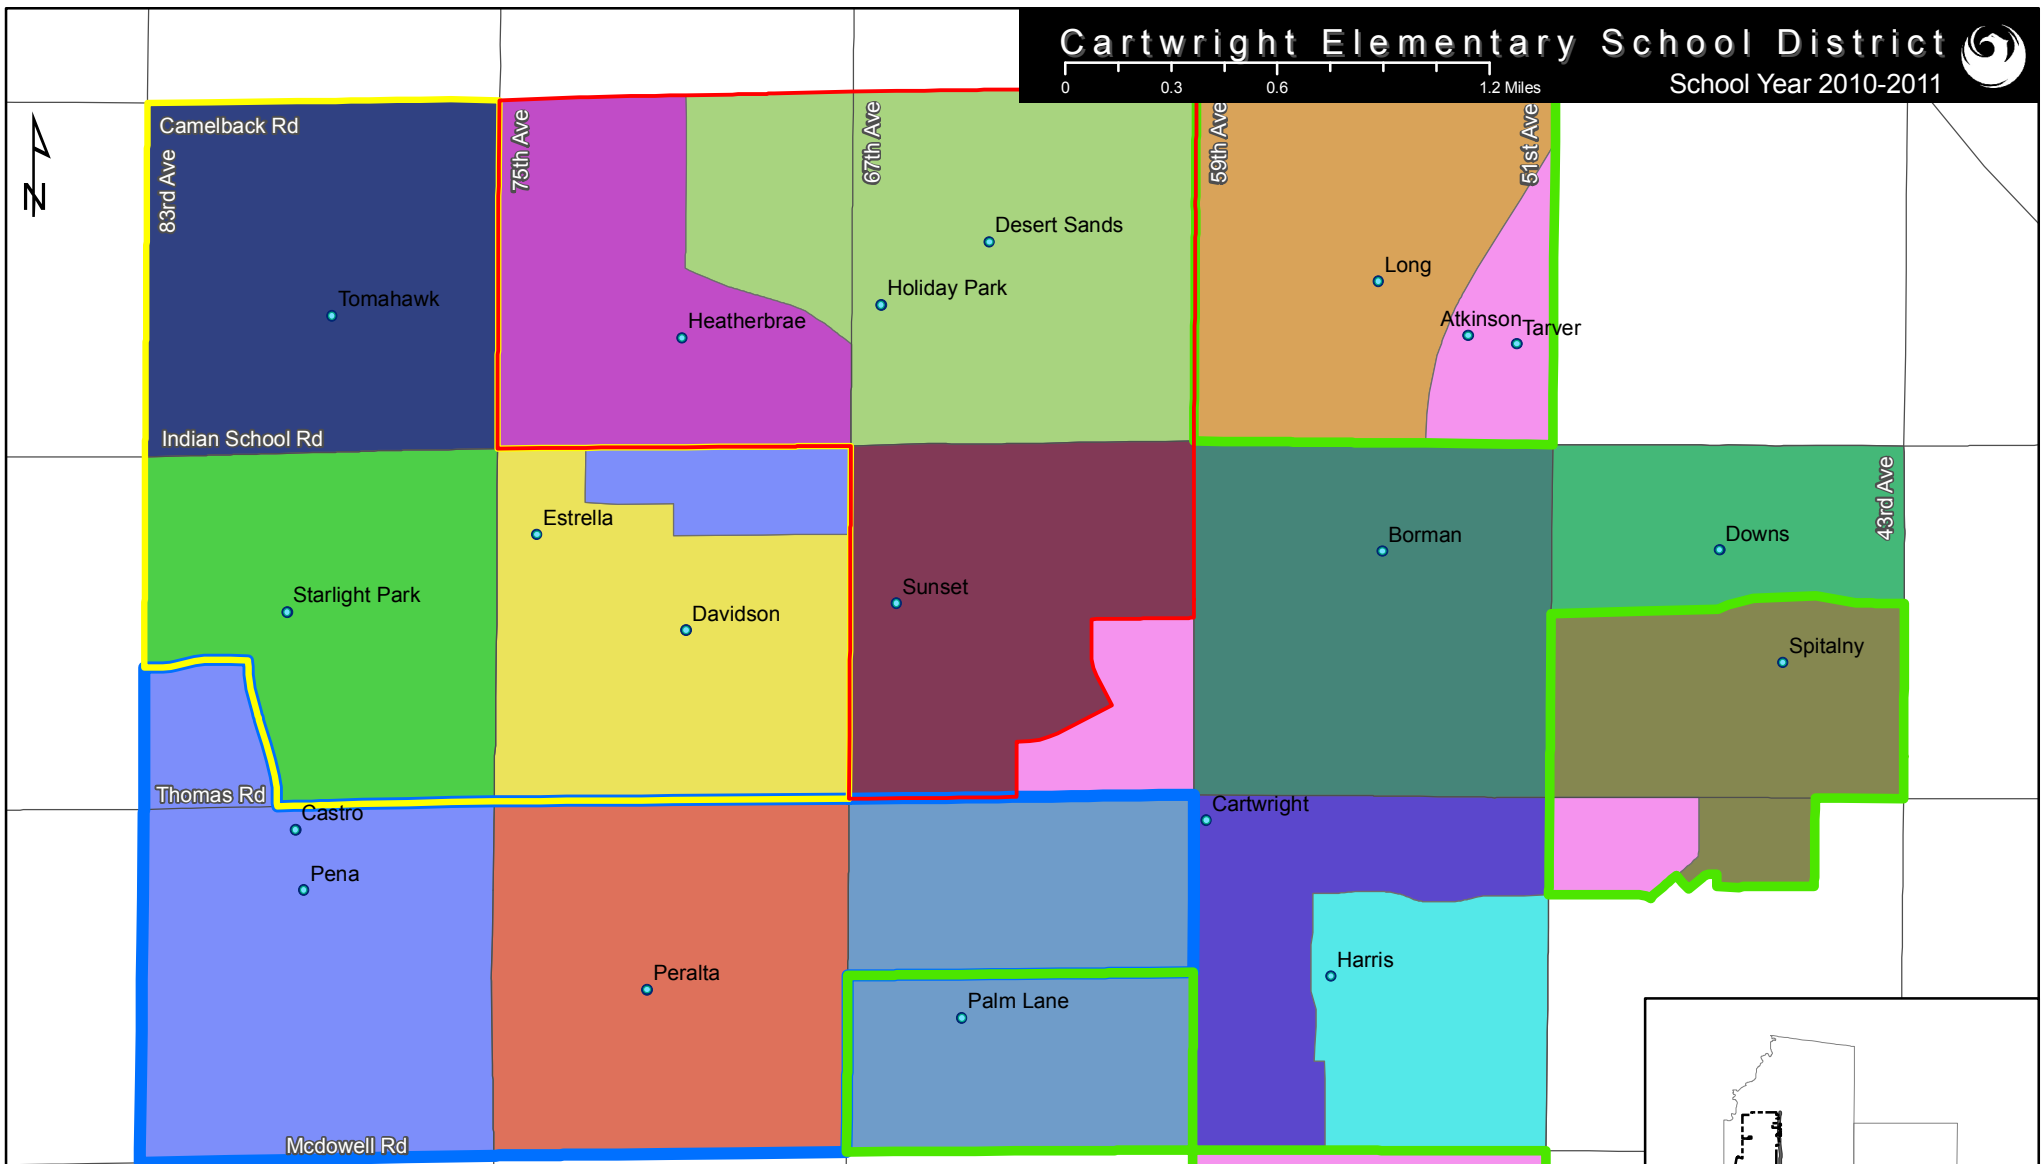 Cartwright Elementary School District
0 0.3 0.6 1.2 Miles
School Year 2010-2011
Camelback Rd
83rd Ave
75th Ave
67th Ave
59th Ave
51st Ave
N
Desert Sands
Long
Tomahawk
Holiday Park
Heatherbrae
Atkinson
Tarver
Indian School Rd
43rd Ave
Estrella
Borman
Downs
Starlight Park
Davidson
Sunset
Spitalny
Thomas Rd
Castro
Cartwright
Pena
Peralta
Harris
Palm Lane
Mcdowell Rd